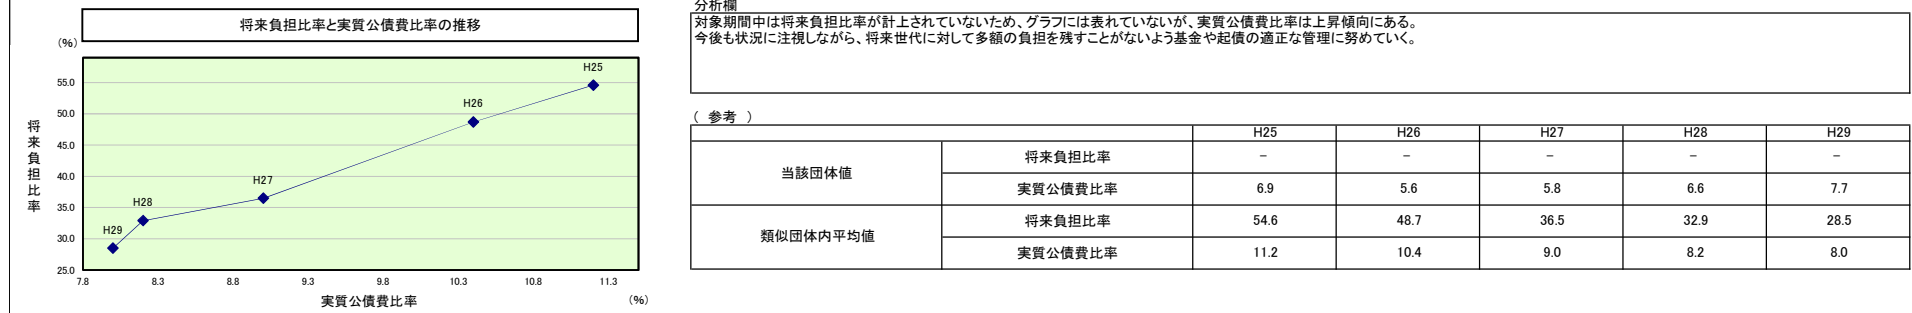 将来負担比率と実質公債費比率の推移
(%)
将来負担比率
55.0
50.0
45.0
40.0
35.0
30.0
25.0
H25
H26
H27
H28
H29
7.8 8.3 8.8 9.3 9.8 10.3 10.8 11.3
実質公債費比率
(%)
分析欄
対象期間中は将来負担比率が計上されていないため、グラフには表れていないが、実質公債費比率は上昇傾向にある。
今後も状況に注視しながら、将来世代に対して多額の負担を残すことがないよう基金や起債の適正な管理に努めていく。
( 参考 )
H25 H26 H27 H28 H29
当該団体値
将来負担比率 － － － － －
実質公債費比率 6.9 5.6 5.8 6.6 7.7
類似団体内平均値
将来負担比率 54.6 48.7 36.5 32.9 28.5
実質公債費比率 11.2 10.4 9.0 8.2 8.0